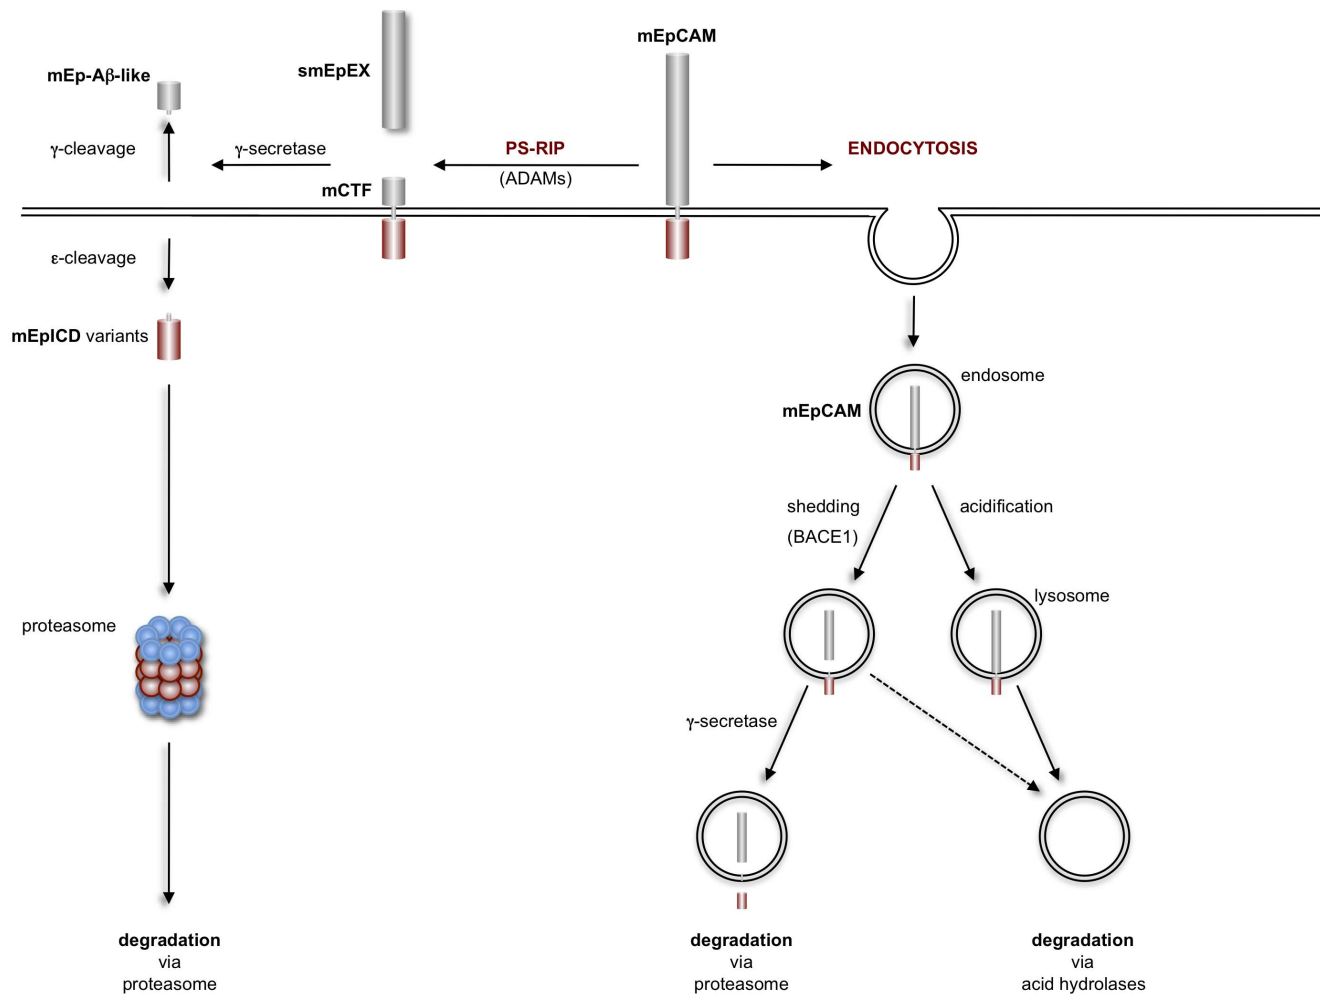 mEpCAM
smEpEX
mEp-Aβ-like
γ-cleavage
γ-secretase
PS-RIP
(ADAMs)
ENDOCYTOSIS
mCTF
ε-cleavage
mEpICD variants
endosome
mEpCAM
shedding
(BACE1)
acidification
lysosome
proteasome
γ-secretase
degradation
via
proteasome
degradation
via
proteasome
degradation
via
acid hydrolases